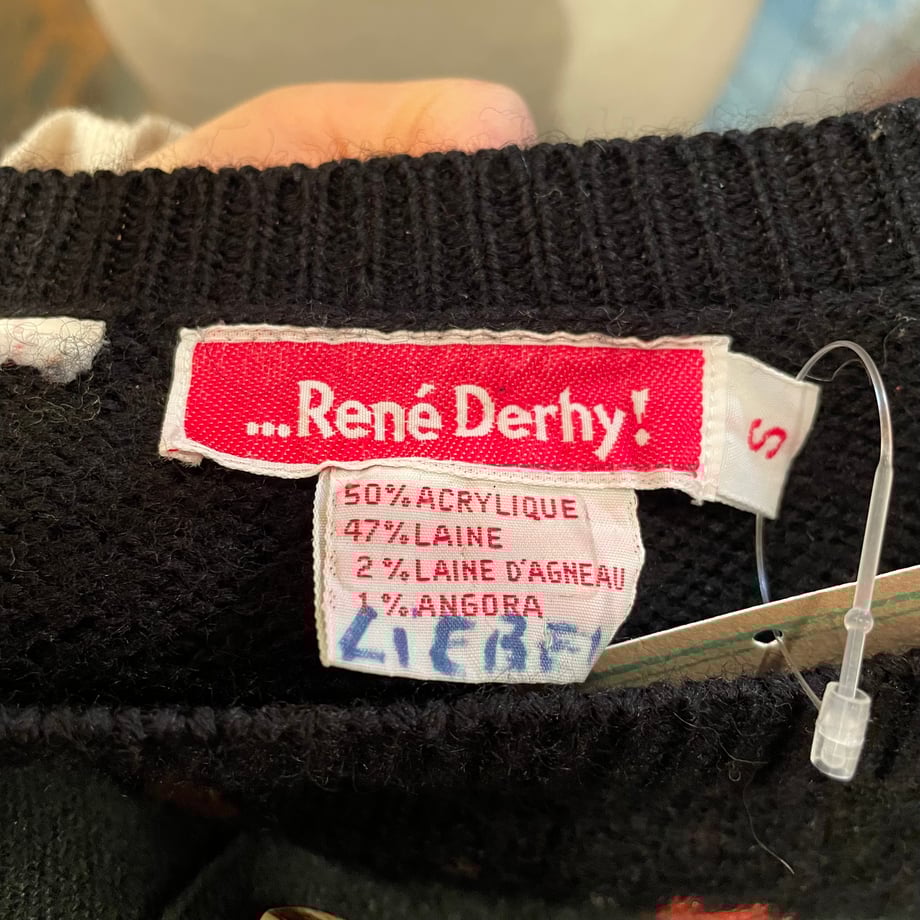 ...René Derhy!
S
50% ACRYLIQUE
47% LAINE
2% LAINE D'AGNEAU
1% ANGORA